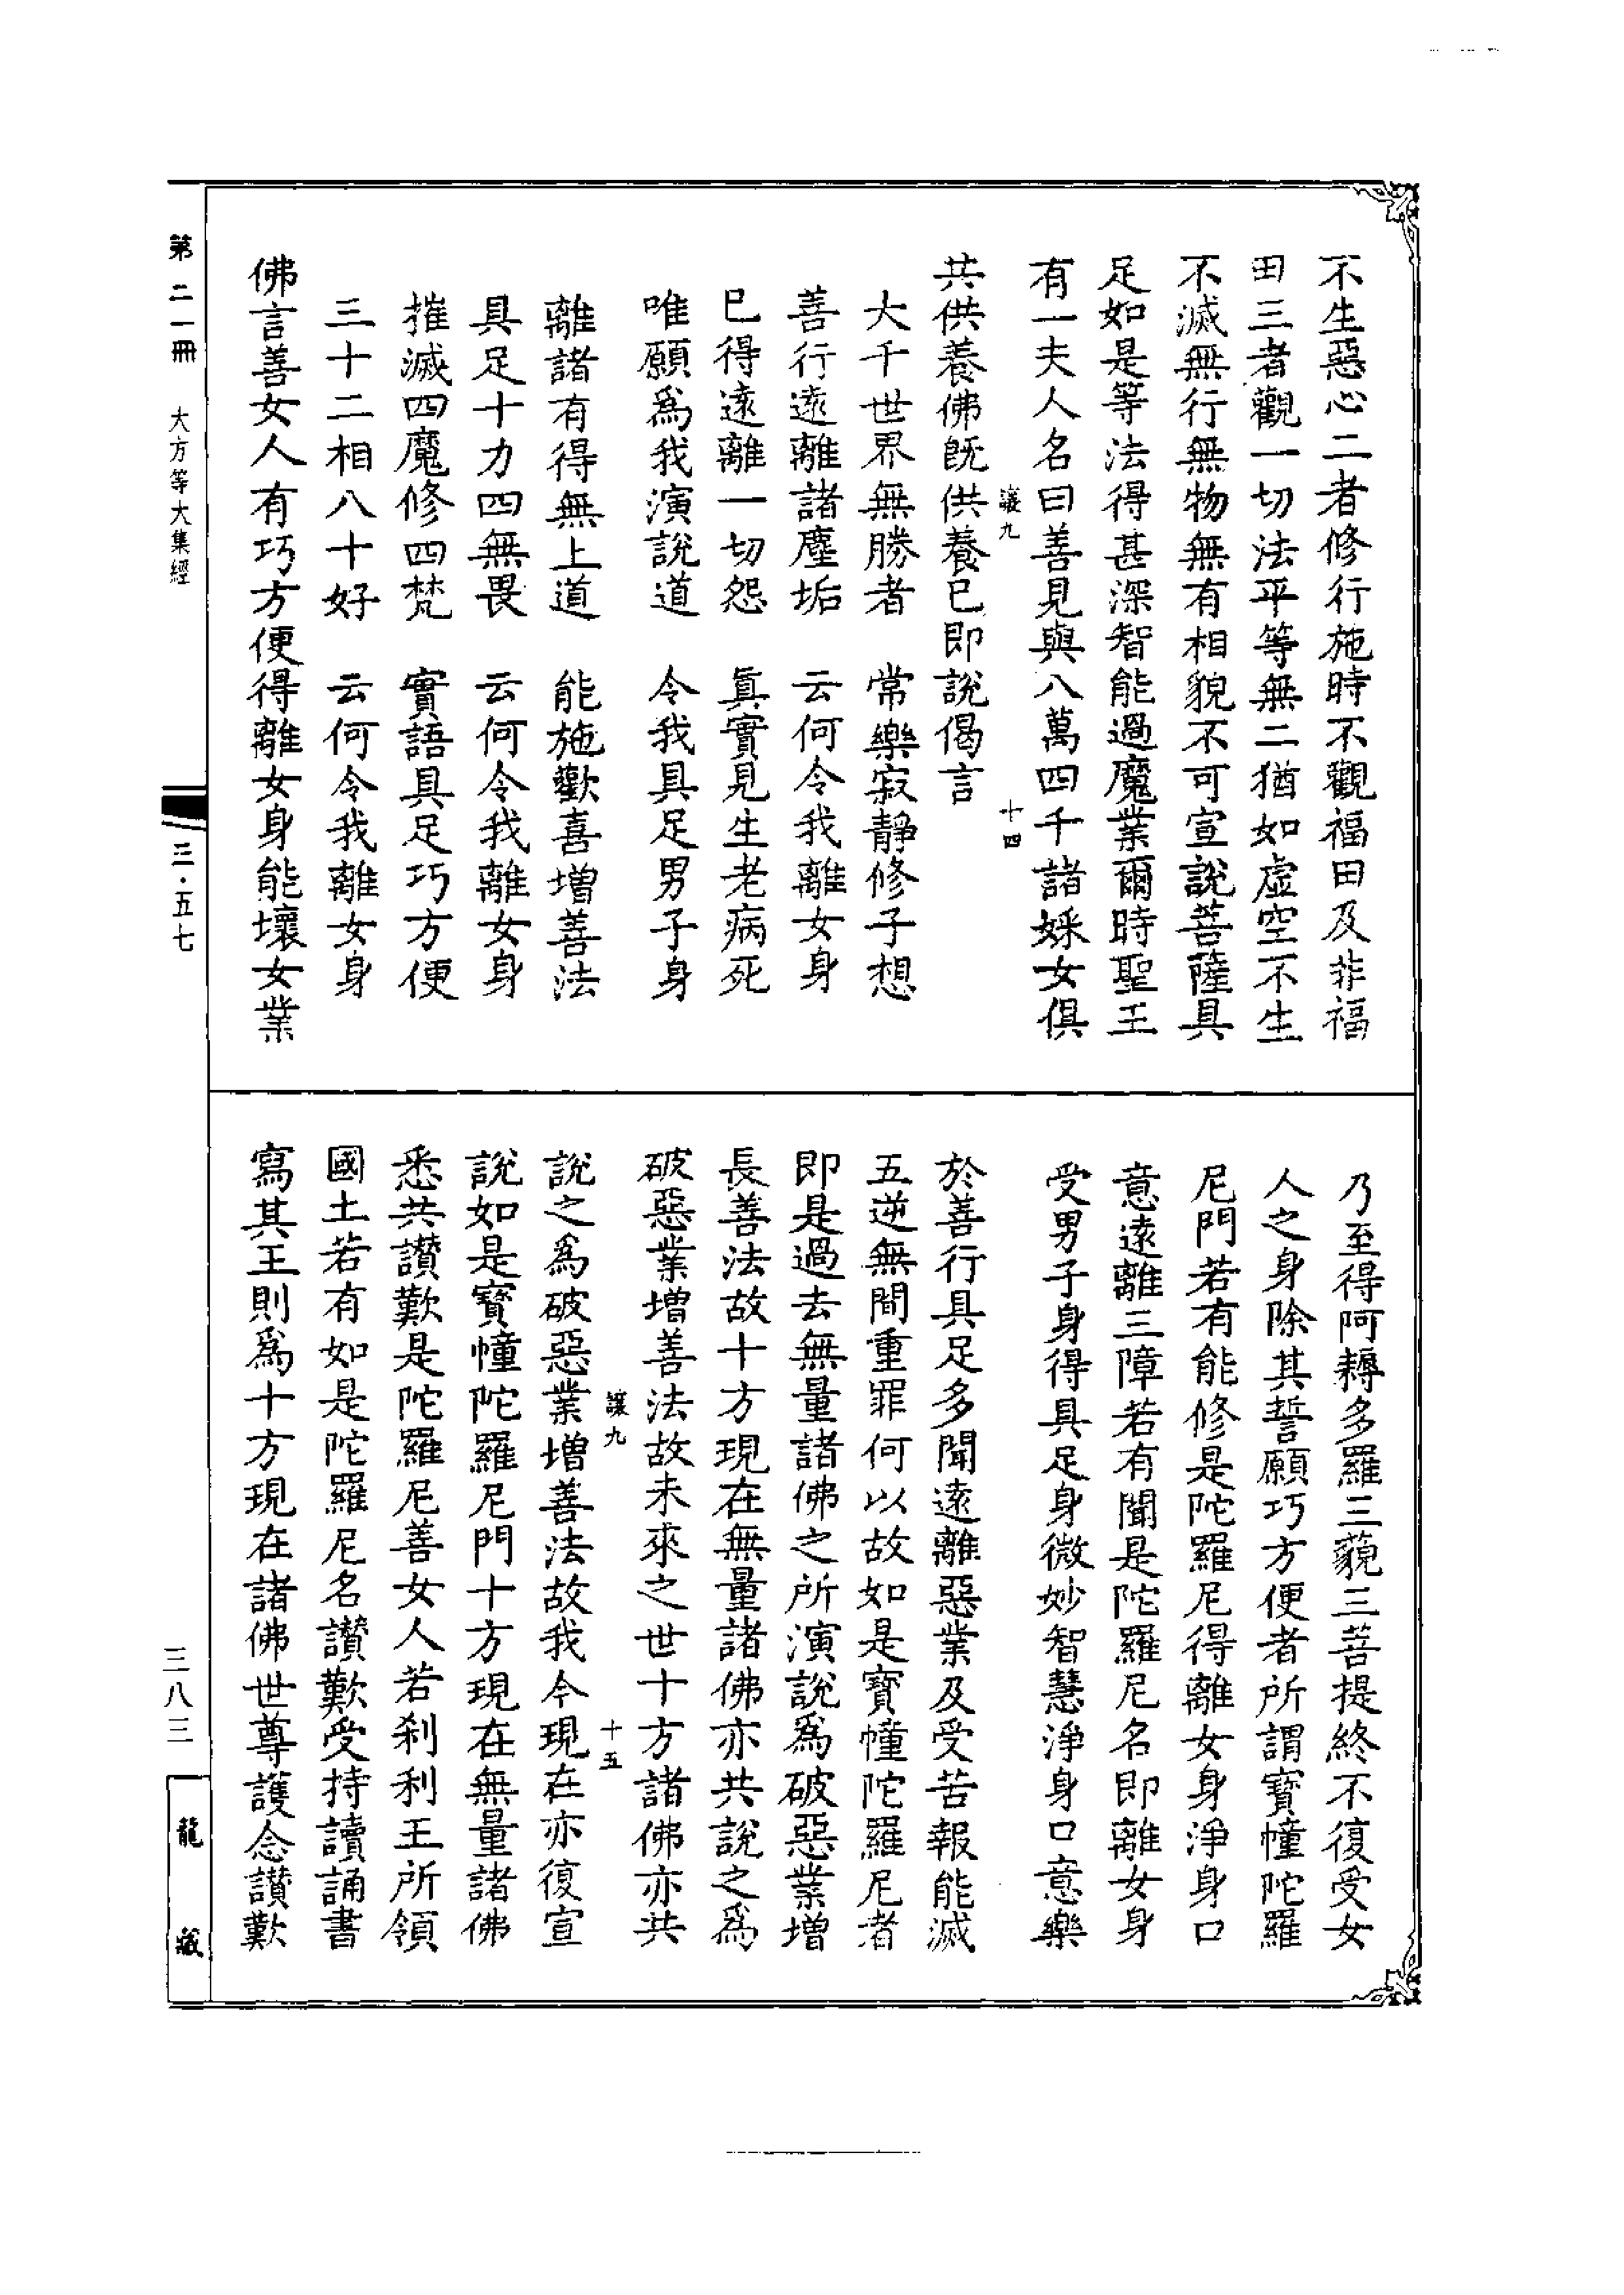 不生惡心二者修行施時不觀福田及非福
田三者觀一切法平等無二猶如虛空不生
不滅無行無物無有相貌不可宣說菩薩具
足如是等法得甚深智能過魔業爾時聖王
有一夫人名曰善見與八萬四千諸婇女俱
讓九
十四
共供養佛既供養已即說偈言
大千世界無勝者　常樂寂靜修子想
善行遠離諸塵垢　云何令我離女身
已得遠離一切怨　真實見生老病死
唯願爲我演說道　令我具足男子身
離諸有得無上道　能施歡喜增善法
具足十力四無畏　云何令我離女身
摧滅四魔修四梵　實語具足巧方便
三十二相八十好　云何令我離女身
佛言善女人有巧方便得離女身能壞女業
乃至得阿耨多羅三藐三菩提終不復受女
人之身除其誓願巧方便者所謂寶幢陀羅
尼門若有能修是陀羅尼得離女身淨身口
意遠離三障若有聞是陀羅尼名即離女身
受男子身得具足身微妙智慧淨身口意樂
於善行具足多聞遠離惡業及受苦報能滅
五逆無間重罪何以故如是寶幢陀羅尼者
即是過去無量諸佛之所演說爲破惡業增
長善法故十方現在無量諸佛亦共說之爲
破惡業增善法故未來之世十方諸佛亦共
讓九
十五
說之爲破惡業增善法故我今現在亦復宣
說如是寶幢陀羅尼門十方現在無量諸佛
悉共讚歎是陀羅尼善女人若刹利王所領
國土若有如是陀羅尼名讚歎受持讀誦書
寫其王則爲十方現在諸佛世尊護念讚歎
第二一冊　大方等大集經
三·五七
三八三
龍藏